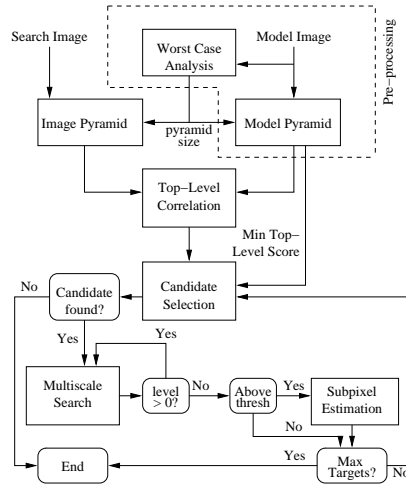 Search Image
Model Image
Worst Case
Analysis
Pre-processing
Image Pyramid
pyramid
size
Model Pyramid
Top-Level
Correlation
Min Top-
Level Score
No
Candidate
found?
Candidate
Selection
Yes
Yes
Multiscale
Search
level
> 0?
No
Above
thresh
Yes
Subpixel
Estimation
No
End
Yes
Max
Targets?
No